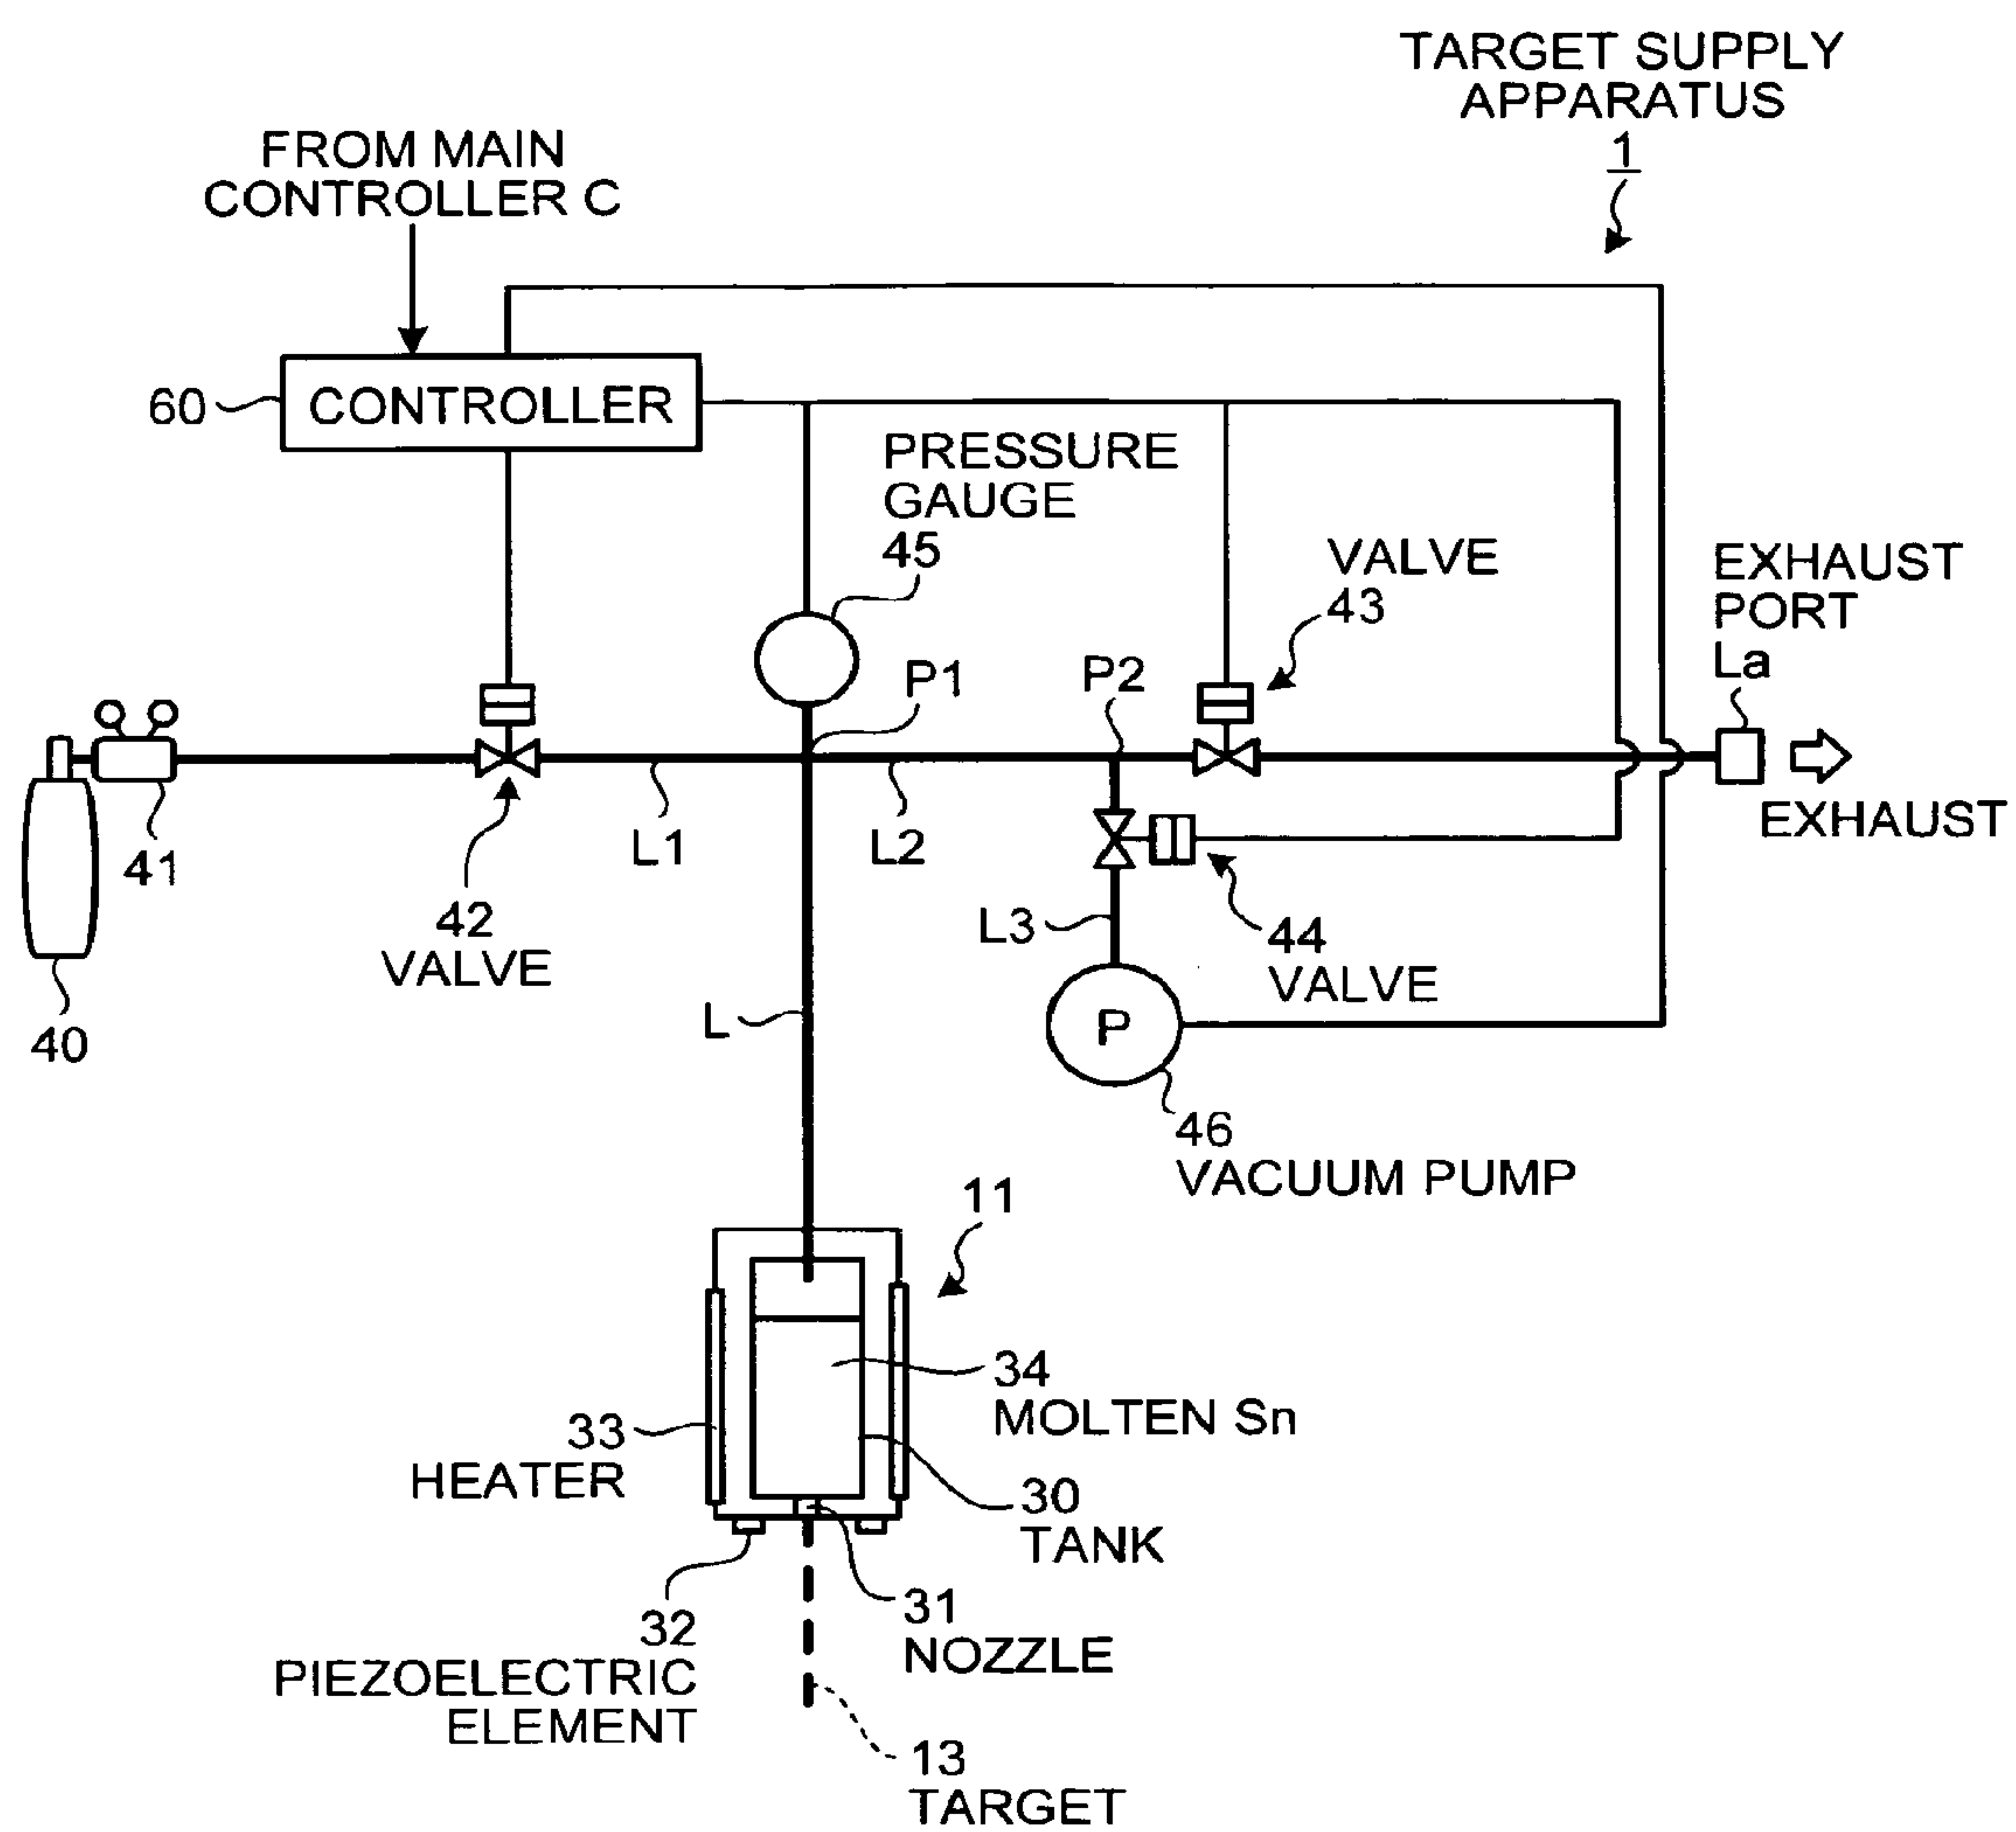 TARGET SUPPLY
APPARATUS
1
FROM MAIN
CONTROLLER C
60
CONTROLLER
PRESSURE
GAUGE
45
VALVE
43
EXHAUST
PORT
La
P1
P2
EXHAUST
41
L1
L2
42
VALVE
L3
44
VALVE
40
L
P
46
VACUUM PUMP
11
34
MOLTEN Sn
33
HEATER
30
TANK
31
NOZZLE
32
PIEZOELECTRIC
ELEMENT
13
TARGET